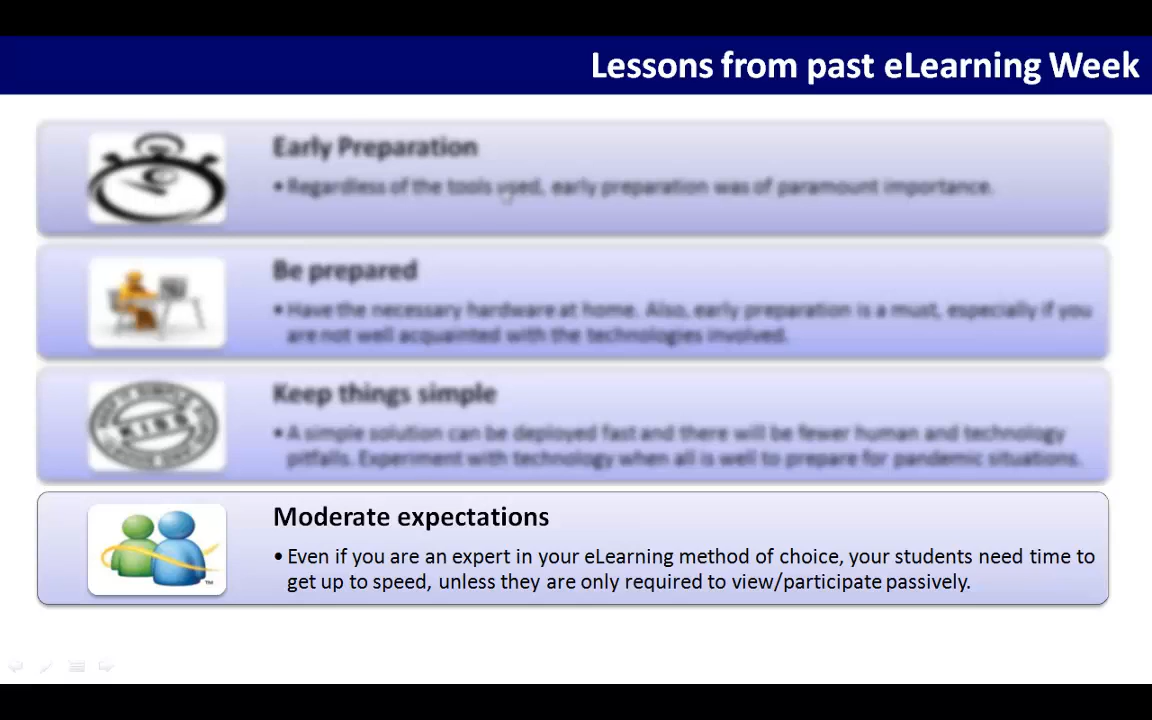 Lessons from past eLearning Week
Early Preparation
• Regardless of the tools used, early preparation was of paramount importance.
Be prepared
• Have the necessary hardware at home. Also, early preparation is a must, especially if you
are not well acquainted with the technologies involved.
Keep things simple
KISS
• A simple solution can be deployed fast and there will be fewer human and technology
pitfalls. Experiment with technology when all is well to prepare for pandemic situations.
Moderate expectations
• Even if you are an expert in your eLearning method of choice, your students need time to
get up to speed, unless they are only required to view/participate passively.
TM